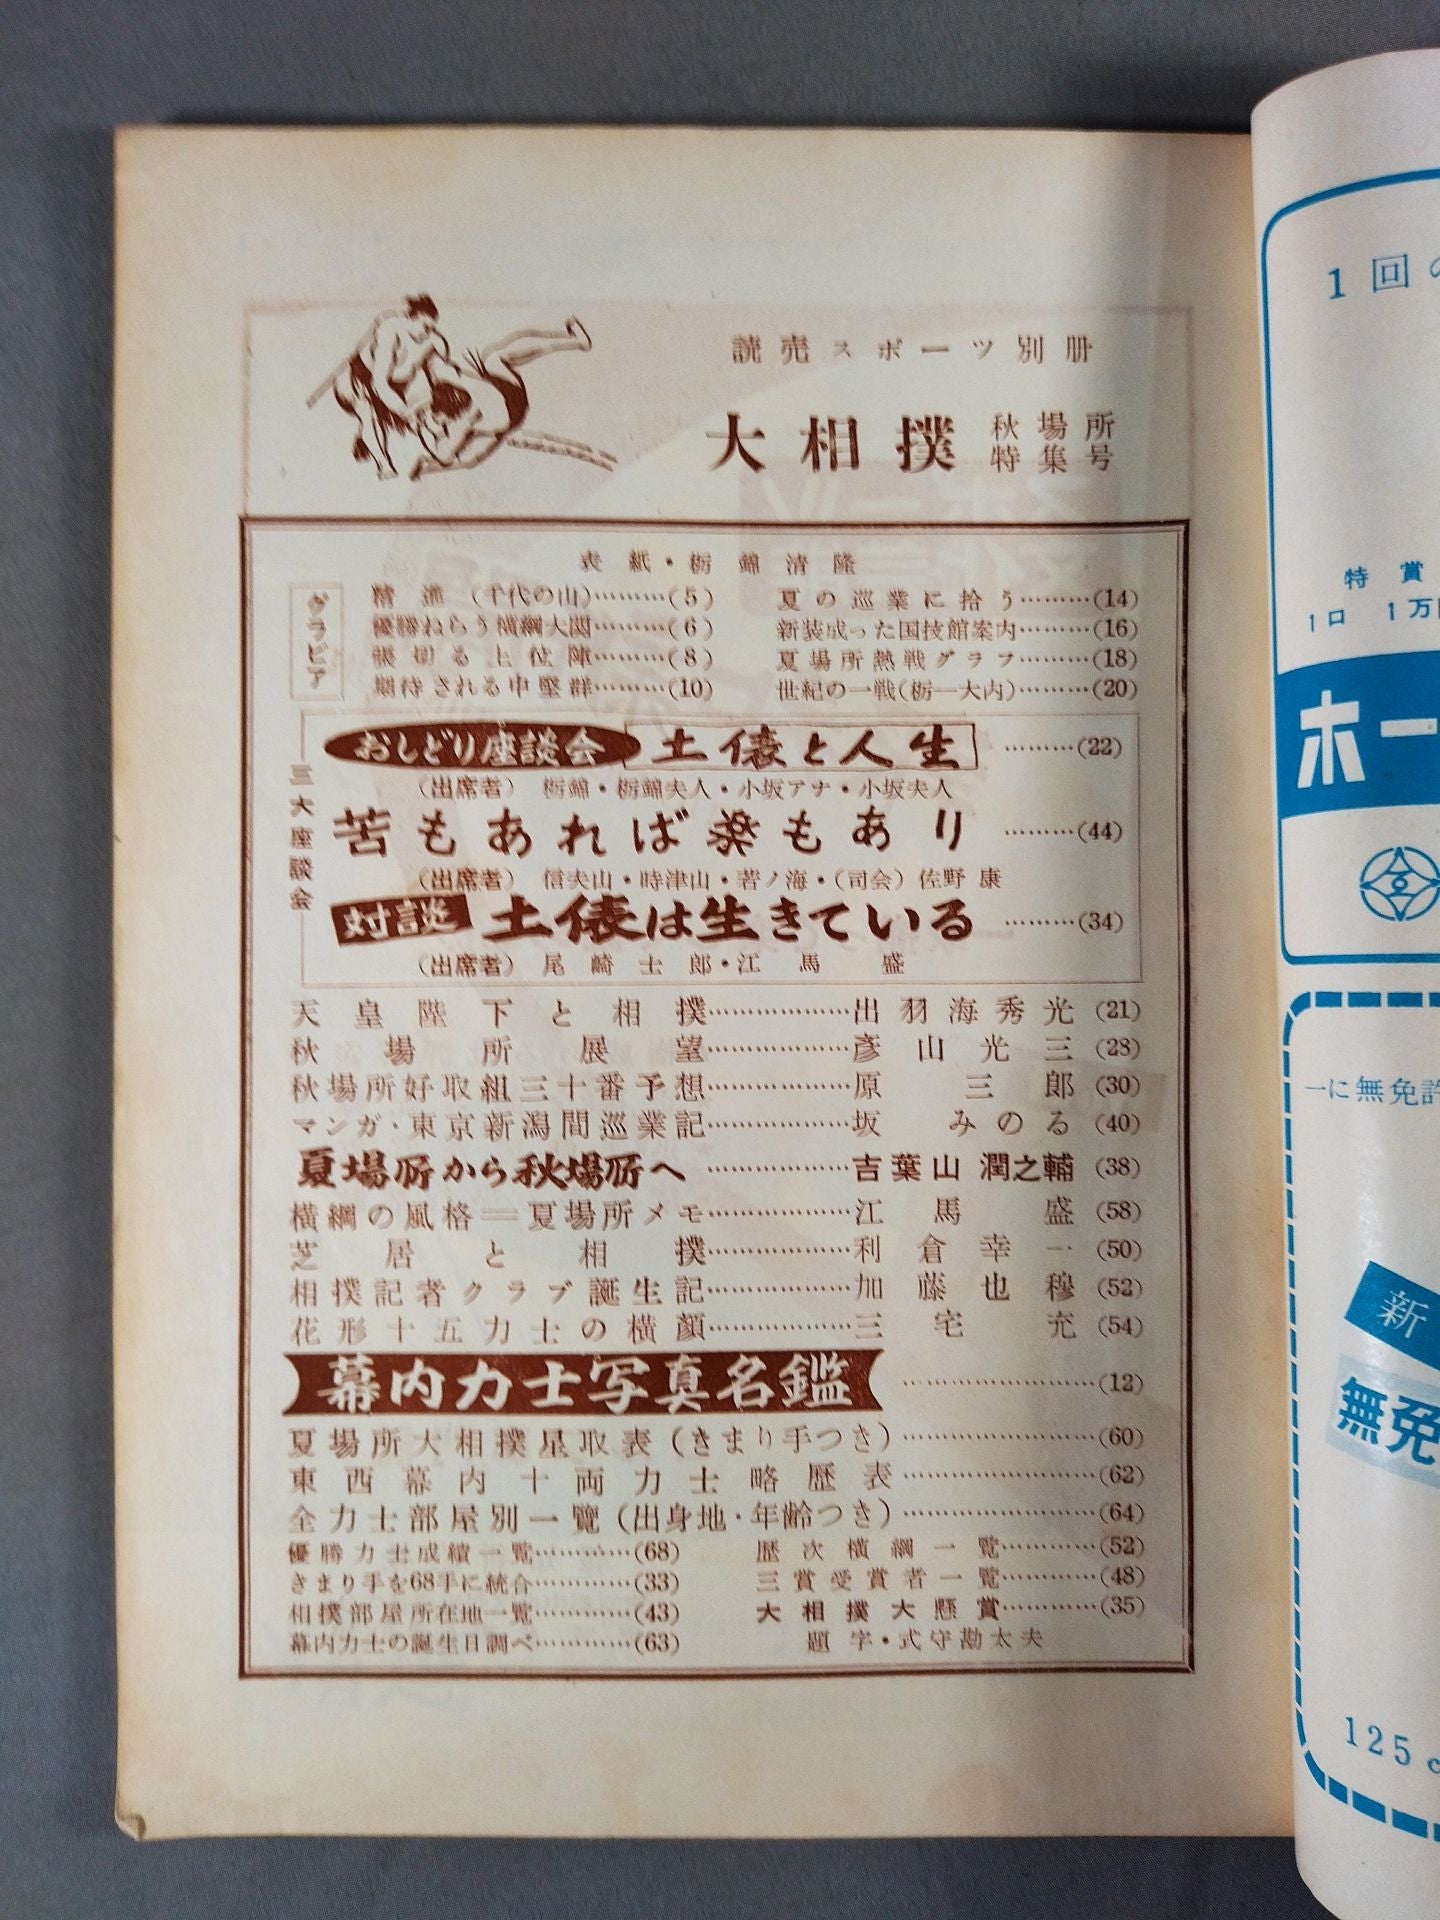 読売スポーツ別册
大相撲 秋場所特集号
表紙・栃錦清隆
グラビア
精進(千代の山)………(5)
優勝ねらう横綱大関………(6)
張切る上位陣………(8)
期待される中堅群………(10)
夏の巡業に拾う………(14)
新装成った国技館案内………(16)
夏場所熱戦グラフ………(18)
世紀の一戦(栃―大内)………(20)
三大座談会
おしどり座談会 土俵と人生………(22)
(出席者) 栃錦・栃錦夫人・小坂アナ・小坂夫人
苦もあれば楽もあり………(44)
(出席者) 信夫山・時津山・若ノ海・(司会)佐野康
対談 土俵は生きている………(34)
(出席者) 尾崎士郎・江馬盛
天皇陛下と相撲………………出羽海秀光(21)
秋場所展望………………彦山光三(28)
秋場所好取組三十番予想………………原三郎(30)
マンガ・東京新潟間巡業記………………坂みのる(40)
夏場所から秋場所へ………………吉葉山潤之輔(38)
横綱の風格＝夏場所メモ………………江馬盛(58)
芝居と相撲………………利倉幸一(50)
相撲記者クラブ誕生記………………加藤也穆(52)
花形十五力士の横顔………………三宅充(54)
幕内力士写真名鑑………………(12)
夏場所大相撲星取表(きまり手つき)………………(60)
東西幕内十両力士略歴表………………(62)
全力士部屋別一覧(出身地・年齢つき)………………(64)
優勝力士成績一覧…………(68)
きまり手を68手に統合…………(33)
相撲部屋所在地一覧…………(43)
幕内力士の誕生日調べ…………(63)
歴次横綱一覧…………(52)
三賞受賞者一覧…………(48)
大相撲大懸賞…………(35)
題字・式守勘太夫
1回の
特賞
1口 1万
ホー
一に無免許
新
無免
125c